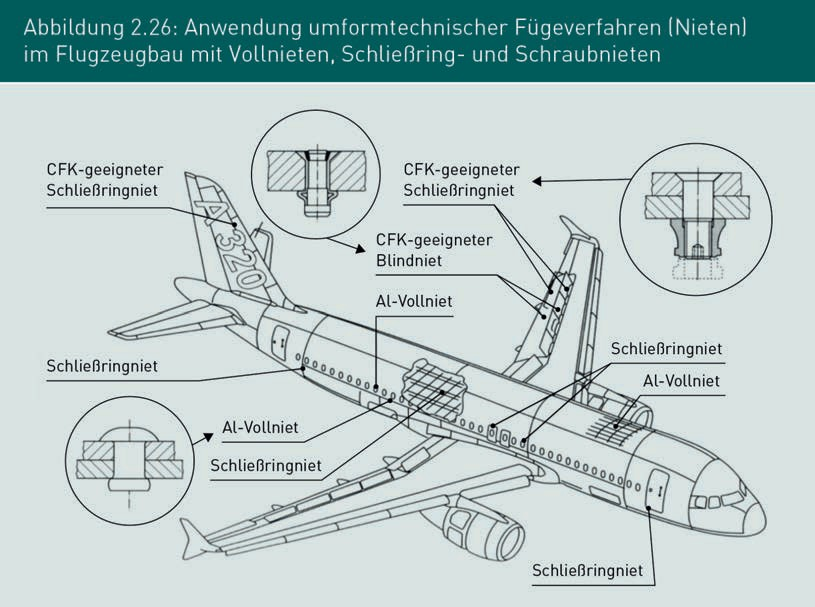 Abbildung 2.26: Anwendung umformtechnischer Fügeverfahren (Nieten)
im Flugzeugbau mit Vollnieten, Schließring- und Schraubnieten
CFK-geeigneter
Schließringniet
CFK-geeigneter
Schließringniet
CFK-geeigneter
Blindniet
A 320
Al-Vollniet
Schließringniet
Schließringniet
Al-Vollniet
Al-Vollniet
Schließringniet
Schließringniet